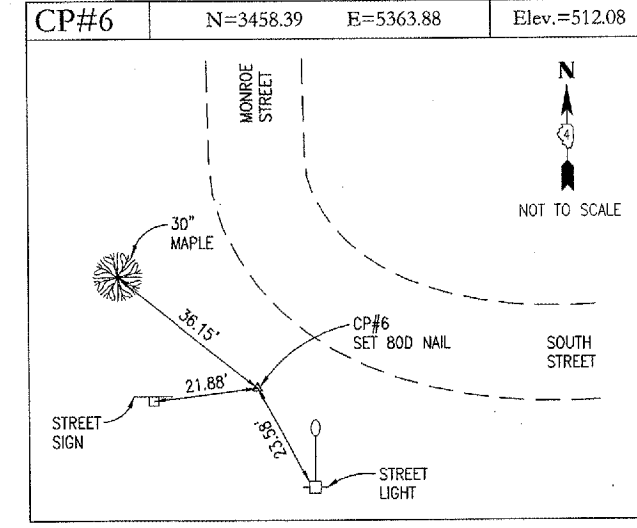 CP#6 N=3458.39 E=5363.88 Elev.=512.08
MONROE
STREET
N
4
NOT TO SCALE
30"
MAPLE
36.15'
CP#6
SET 80D NAIL
SOUTH
STREET
21.88'
STREET
SIGN
23.58'
STREET
LIGHT